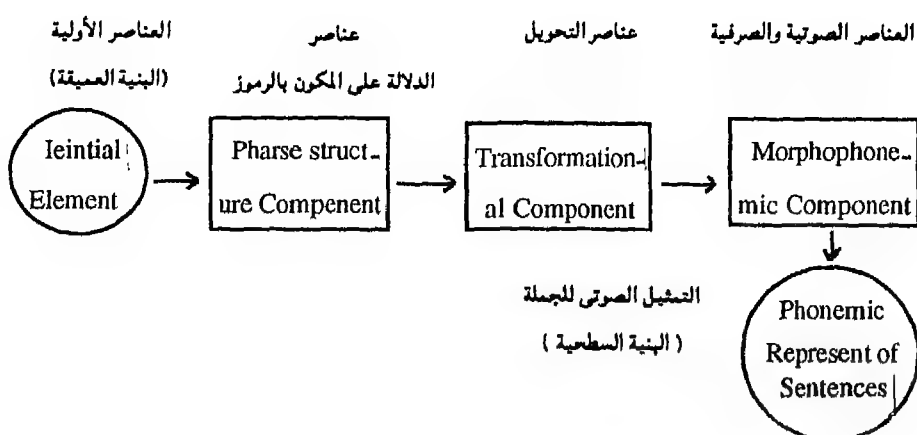 العناصر الأولية
(البنية العميقة)
عناصر
الدلالة على المكون بالرموز
عناصر التحويل
العناصر الصوتية والصرفية
Ieintial
Element
Pharse struct-
ure Compenent
Transformation-
al Component
Morphophone-
mic Component
التمثيل الصوتى للجملة
( البنية السطحية )
Phonemic
Represent of
Sentences